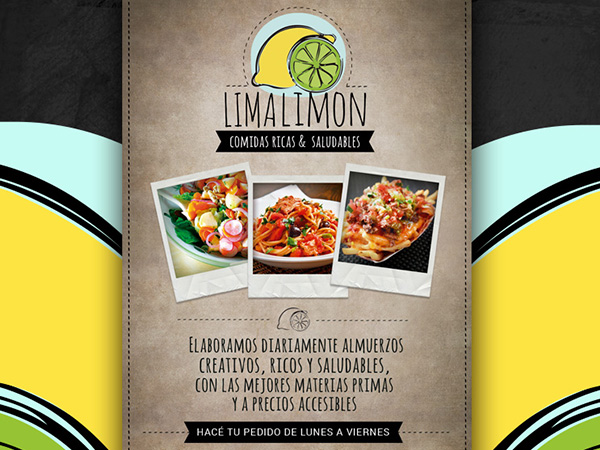 LIMALIMON
COMIDAS RICAS & SALUDABLES
ELABORAMOS DIARIAMENTE ALMUERZOS
CREATIVOS, RICOS Y SALUDABLES,
CON LAS MEJORES MATERIAS PRIMAS
Y A PRECIOS ACCESIBLES
HACÉ TU PEDIDO DE LUNES A VIERNES